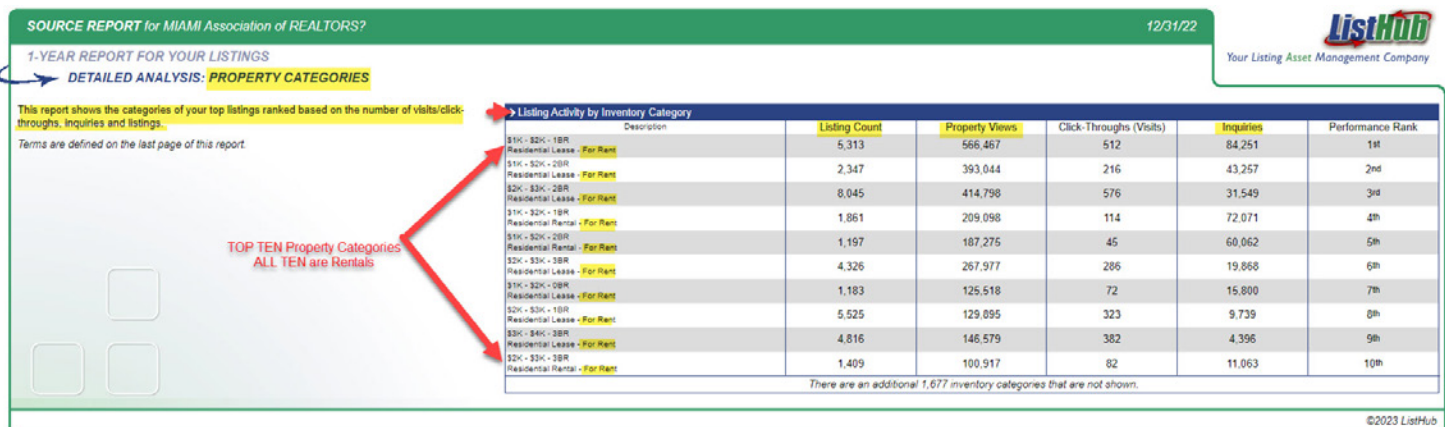 SOURCE REPORT for MIAMI Association of REALTORS?
12/31/22
ListHub
Your Listing Asset Management Company
1-YEAR REPORT FOR YOUR LISTINGS
DETAILED ANALYSIS: PROPERTY CATEGORIES
This report shows the categories of your top listings ranked based on the number of visits/click-
throughs, inquiries and listings.
Terms are defined on the last page of this report.
TOP TEN Property Categories
ALL TEN are Rentals
Listing Activity by Inventory Category
Description Listing Count Property Views Click-Throughs (Visits) Inquiries Performance Rank
$1K - $2K - 1BR
Residential Lease - For Rent 5,313 566,467 512 84,251 1st
$1K - $2K - 2BR
Residential Lease - For Rent 2,347 393,044 216 43,257 2nd
$2K - $3K - 2BR
Residential Lease - For Rent 8,045 414,798 576 31,549 3rd
$1K - $2K - 1BR
Residential Rental - For Rent 1,861 209,098 114 72,071 4th
$1K - $2K - 2BR
Residential Rental - For Rent 1,197 187,275 45 60,062 5th
$2K - $3K - 3BR
Residential Lease - For Rent 4,326 267,977 286 19,868 6th
$1K - $2K - 0BR
Residential Lease - For Rent 1,183 125,518 72 15,800 7th
$2K - $3K - 1BR
Residential Lease - For Rent 5,525 129,895 323 9,739 8th
$3K - $4K - 3BR
Residential Lease - For Rent 4,816 146,579 382 4,396 9th
$2K - $3K - 3BR
Residential Rental - For Rent 1,409 100,917 82 11,063 10th
There are an additional 1,677 inventory categories that are not shown.
©2023 ListHub